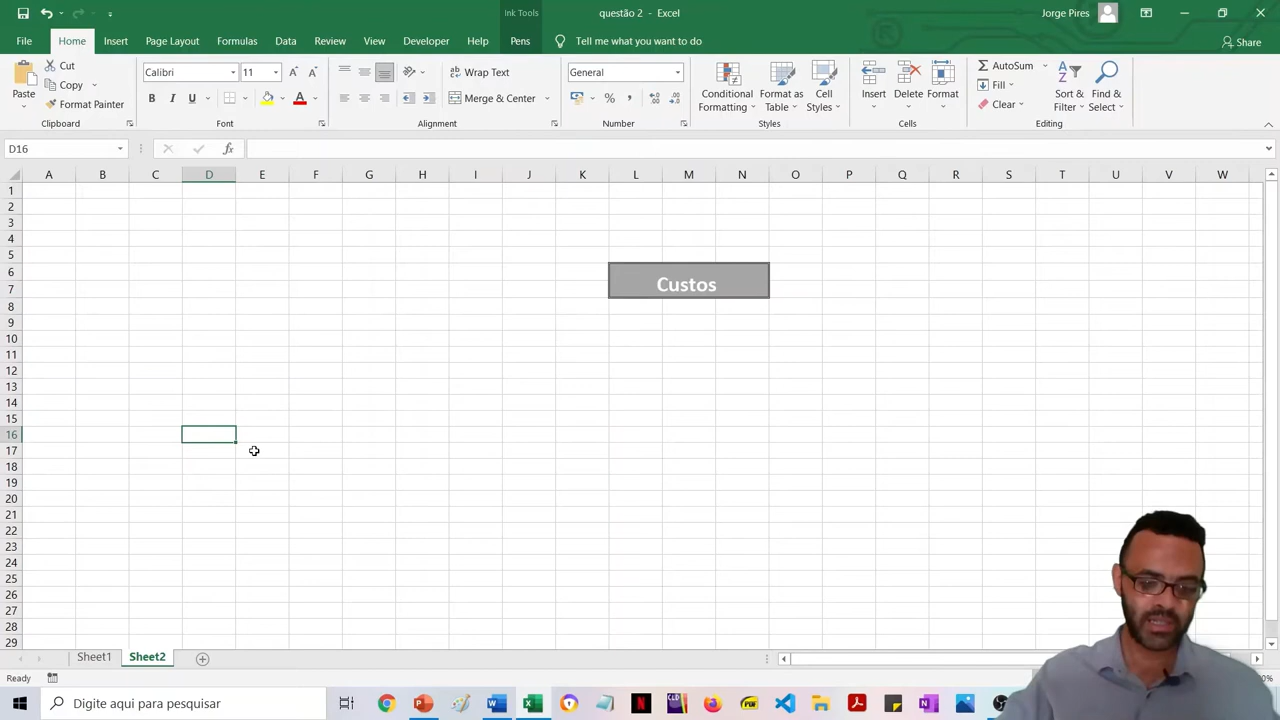 Ink Tools
questão 2 - Excel
Jorge Pires
File Home Insert Page Layout Formulas Data Review View Developer Help Pens Tell me what you want to do Share
Calibri 11 General
Paste Cut Copy Format Painter
B I U
Wrap Text Merge & Center
% ,
Conditional Formatting Format as Table Cell Styles
Insert Delete Format
AutoSum Fill Clear
Sort & Filter Find & Select
Clipboard Font Alignment Number Styles Cells Editing
D16 fx
A B C D E F G H I J K L M N O P Q R S T U V W
1
2
3
4
5
6
Custos
7
8
9
10
11
12
13
14
15
16
17
18
19
20
21
22
23
24
25
26
27
28
29
Sheet1 Sheet2
Ready
Digite aqui para pesquisar